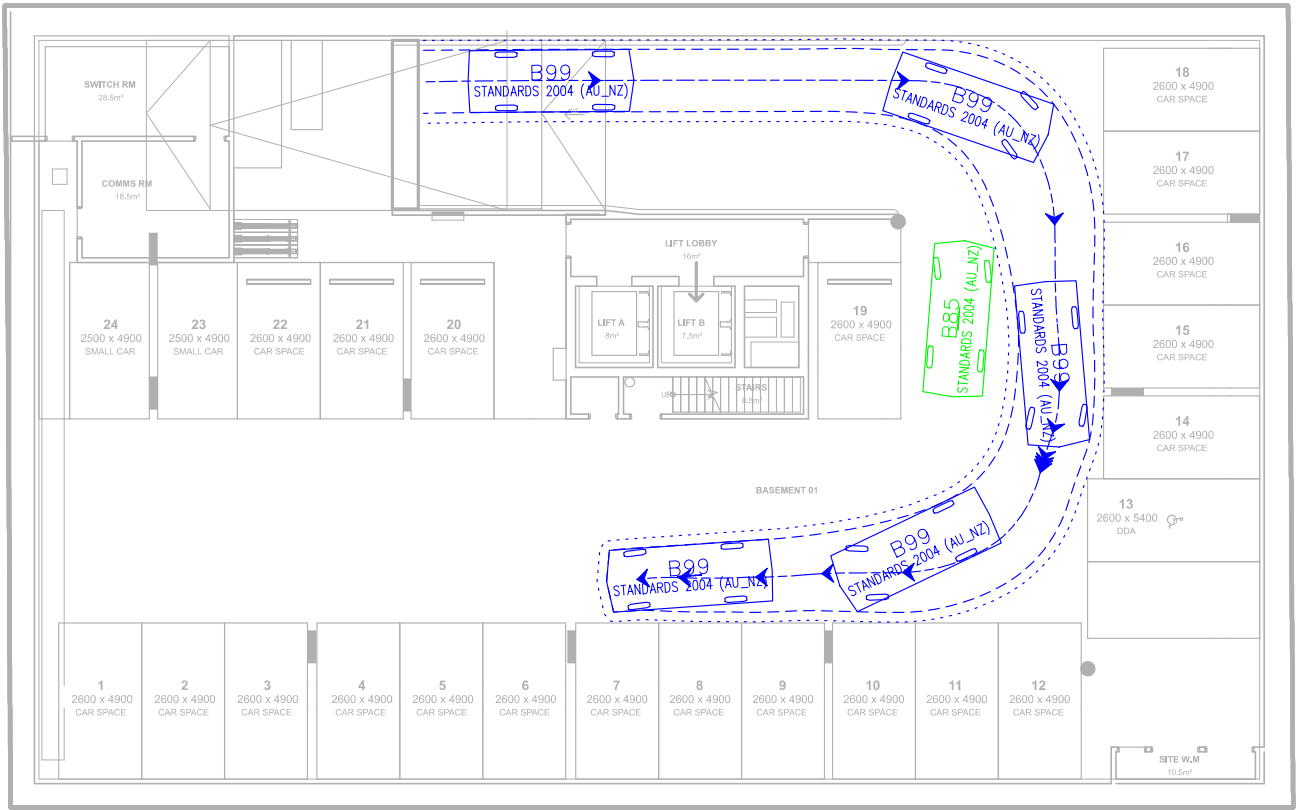 SWITCH RM
28.5m²
COMMS RM
18.5m²
B99
STANDARDS 2004 (AU_NZ)
B99
STANDARDS 2004 (AU_NZ)
18
2600 x 4900
CAR SPACE
17
2600 x 4900
CAR SPACE
16
2600 x 4900
CAR SPACE
15
2600 x 4900
CAR SPACE
14
2600 x 4900
CAR SPACE
13
2600 x 5400
DDA
LIFT LOBBY
16m²
LIFT A
8m²
LIFT B
7.5m²
STAIRS
8.5m²
UP
24
2500 x 4900
SMALL CAR
23
2500 x 4900
SMALL CAR
22
2600 x 4900
CAR SPACE
21
2600 x 4900
CAR SPACE
20
2600 x 4900
CAR SPACE
19
2600 x 4900
CAR SPACE
B85
STANDARDS 2004 (AU_NZ)
B99
STANDARDS 2004 (AU_NZ)
BASEMENT 01
B99
STANDARDS 2004 (AU_NZ)
B99
STANDARDS 2004 (AU_NZ)
1
2600 x 4900
CAR SPACE
2
2600 x 4900
CAR SPACE
3
2600 x 4900
CAR SPACE
4
2600 x 4900
CAR SPACE
5
2600 x 4900
CAR SPACE
6
2600 x 4900
CAR SPACE
7
2600 x 4900
CAR SPACE
8
2600 x 4900
CAR SPACE
9
2600 x 4900
CAR SPACE
10
2600 x 4900
CAR SPACE
11
2600 x 4900
CAR SPACE
12
2600 x 4900
CAR SPACE
SITE W.M
10.5m²